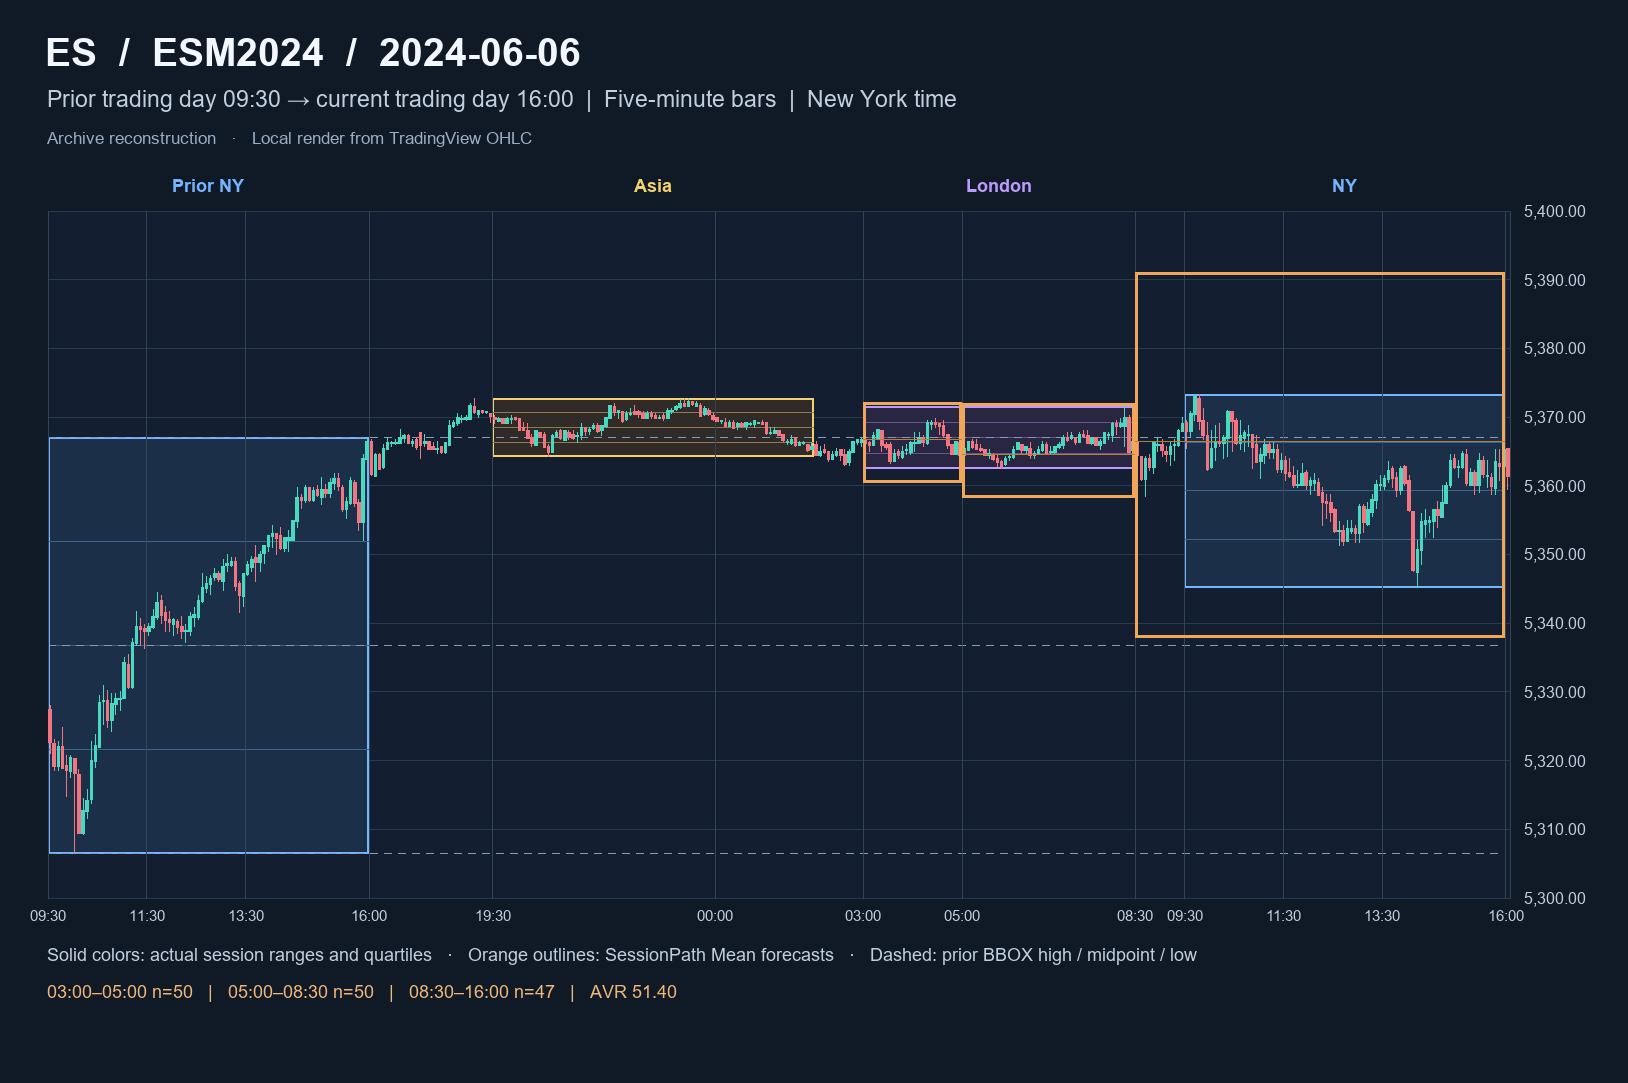 ES / ESM2024 / 2024-06-06
Prior trading day 09:30 → current trading day 16:00 | Five-minute bars | New York time
Archive reconstruction · Local render from TradingView OHLC
Prior NY Asia London NY
5,400.00
5,390.00
5,380.00
5,370.00
5,360.00
5,350.00
5,340.00
5,330.00
5,320.00
5,310.00
5,300.00
09:30 11:30 13:30 16:00 19:30 00:00 03:00 05:00 08:30 09:30 11:30 13:30 16:00
Solid colors: actual session ranges and quartiles · Orange outlines: SessionPath Mean forecasts · Dashed: prior BBOX high / midpoint / low
03:00–05:00 n=50 | 05:00–08:30 n=50 | 08:30–16:00 n=47 | AVR 51.40